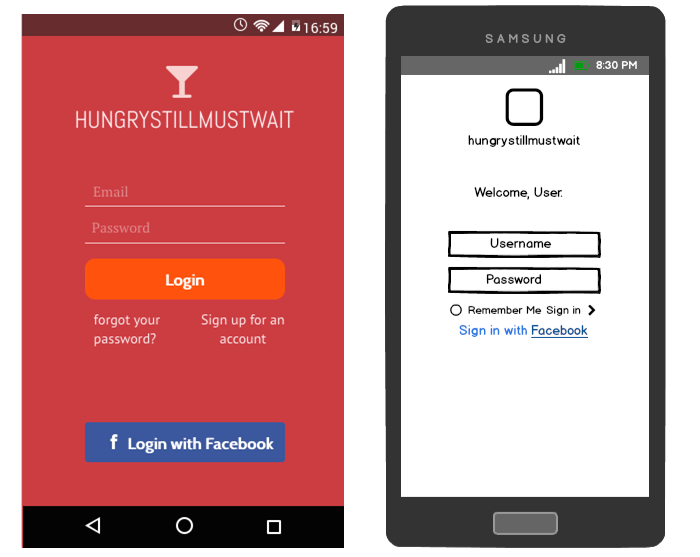 16:59
HUNGRYSTILLMUSTWAIT
Email
Password
Login
forgot your
password?
Sign up for an
account
f Login with Facebook
SAMSUNG
8:30 PM
hungrystillmustwait
Welcome, User.
Username
Password
Remember Me Sign in
Sign in with Facebook